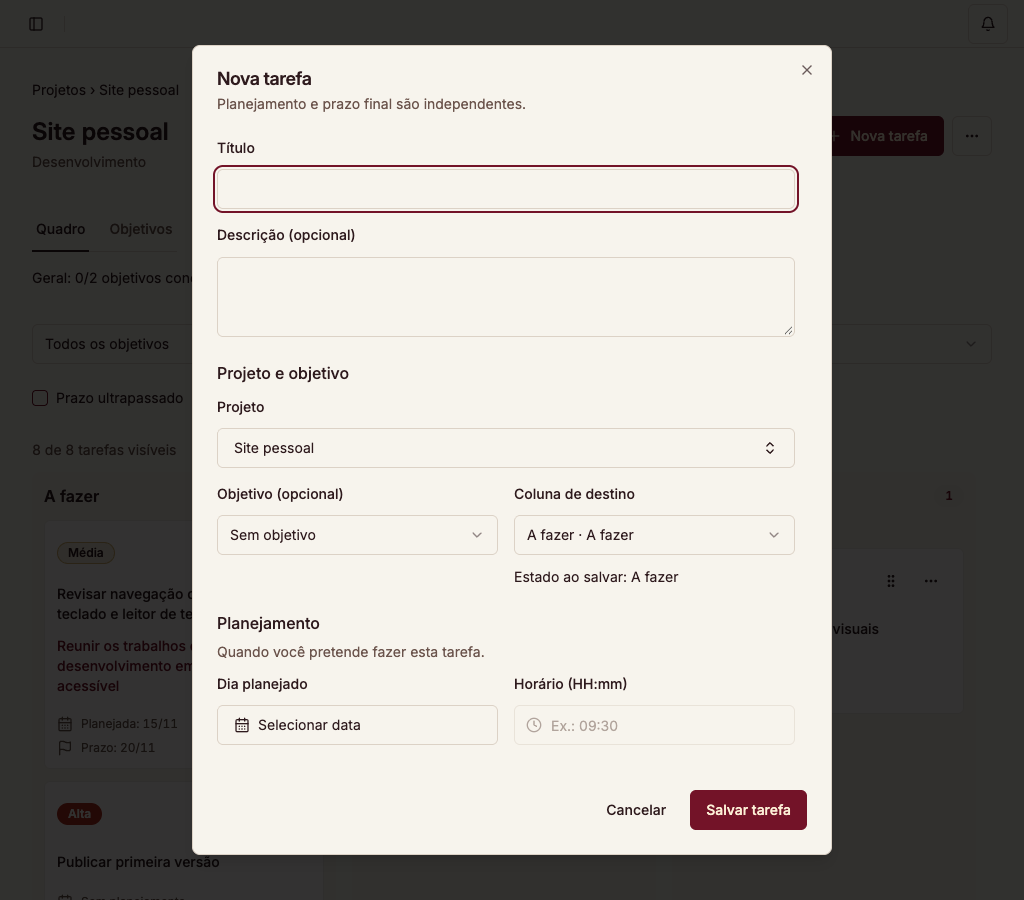 Projetos › Site pessoal
Site pessoal
Desenvolvimento
Nova tarefa
Quadro Objetivos
Geral: 0/2 objetivos
Todos os objetivos
Prazo ultrapassado
8 de 8 tarefas visíveis
A fazer
1
Média
Revisar navegação
teclado e leitor de
Reunir os trabalhos
desenvolvimento
acessível
Planejada: 15/11
Prazo: 20/11
visuais
Alta
Publicar primeira versão
Nova tarefa
Planejamento e prazo final são independentes.
Título
Descrição (opcional)
Projeto e objetivo
Projeto
Site pessoal
Objetivo (opcional) Coluna de destino
Sem objetivo A fazer · A fazer
Estado ao salvar: A fazer
Planejamento
Quando você pretende fazer esta tarefa.
Dia planejado Horário (HH:mm)
Selecionar data Ex.: 09:30
Cancelar Salvar tarefa